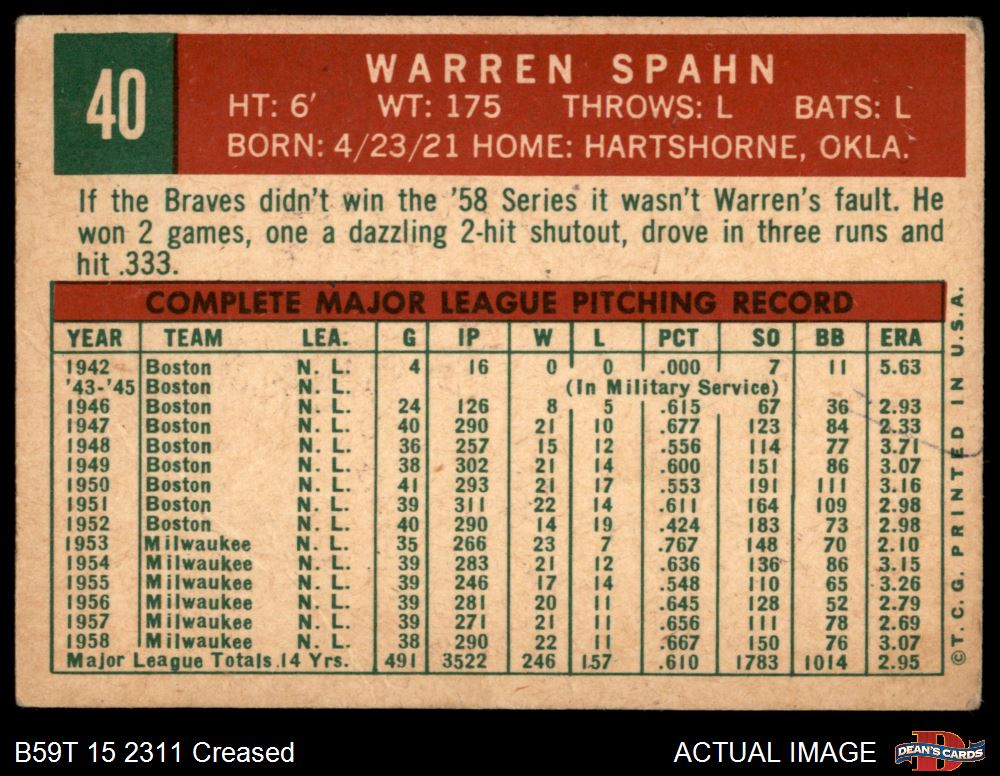 40
WARREN SPAHN
HT: 6' WT: 175 THROWS: L BATS: L
BORN: 4/23/21 HOME: HARTSHORNE, OKLA.
If the Braves didn't win the '58 Series it wasn't Warren's fault. He
won 2 games, one a dazzling 2-hit shutout, drove in three runs and
hit .333.
COMPLETE MAJOR LEAGUE PITCHING RECORD
YEAR TEAM LEA. G IP W L PCT SO BB ERA
1942 Boston N. L. 4 16 0 0 .000 7 11 5.63
'43-'45 Boston N. L. (In Military Service)
1946 Boston N. L. 24 126 8 5 .615 67 36 2.93
1947 Boston N. L. 40 290 21 10 .677 123 84 2.33
1948 Boston N. L. 36 257 15 12 .556 114 77 3.71
1949 Boston N. L. 38 302 21 14 .600 151 86 3.07
1950 Boston N. L. 41 293 21 17 .553 191 111 3.16
1951 Boston N. L. 39 311 22 14 .611 164 109 2.98
1952 Boston N. L. 40 290 14 19 .424 183 73 2.98
1953 Milwaukee N. L. 35 266 23 7 .767 148 70 2.10
1954 Milwaukee N. L. 39 283 21 12 .636 136 86 3.15
1955 Milwaukee N. L. 39 246 17 14 .548 110 65 3.26
1956 Milwaukee N. L. 39 281 20 11 .645 128 52 2.79
1957 Milwaukee N. L. 39 271 21 11 .656 111 78 2.69
1958 Milwaukee N. L. 38 290 22 11 .667 150 76 3.07
Major League Totals 14 Yrs. 491 3522 246 157 .610 1783 1014 2.95
©T. C. G. PRINTED IN U.S.A.
B59T 15 2311 Creased
ACTUAL IMAGE
D
DEAN'S CARDS